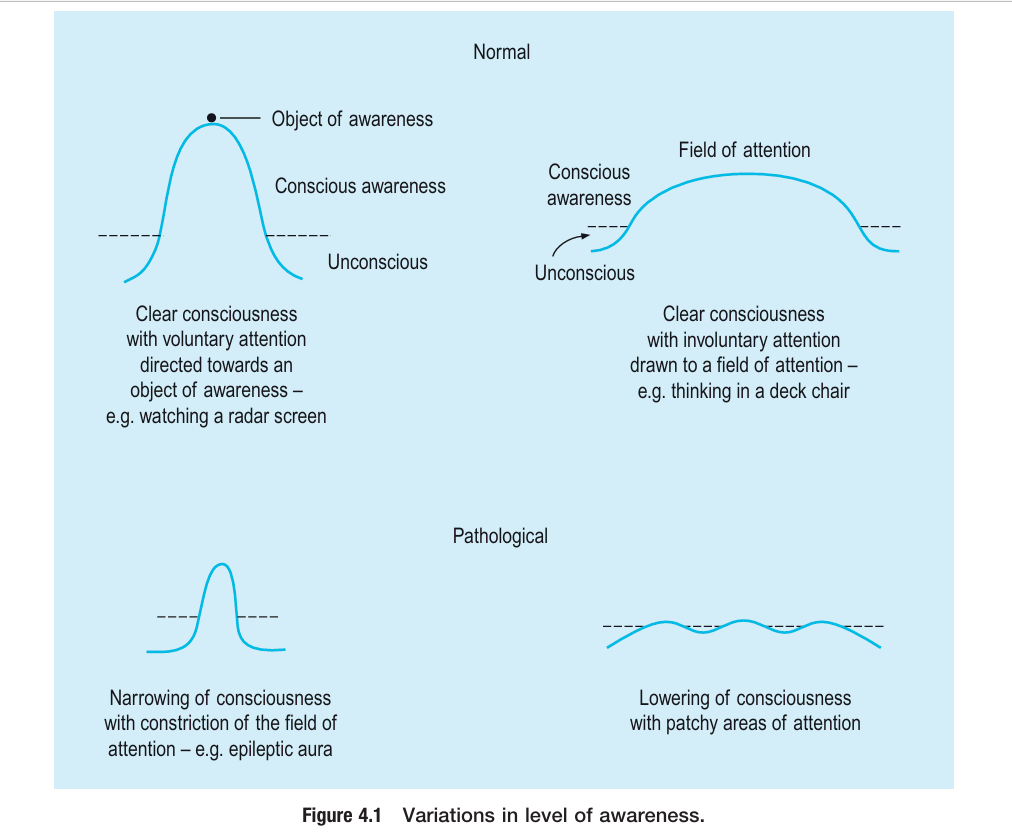 Normal
Object of awareness
Conscious awareness
Unconscious
Clear consciousness
with voluntary attention
directed towards an
object of awareness –
e.g. watching a radar screen
Field of attention
Conscious
awareness
Unconscious
Clear consciousness
with involuntary attention
drawn to a field of attention –
e.g. thinking in a deck chair
Pathological
Narrowing of consciousness
with constriction of the field of
attention – e.g. epileptic aura
Lowering of consciousness
with patchy areas of attention
Figure 4.1 Variations in level of awareness.